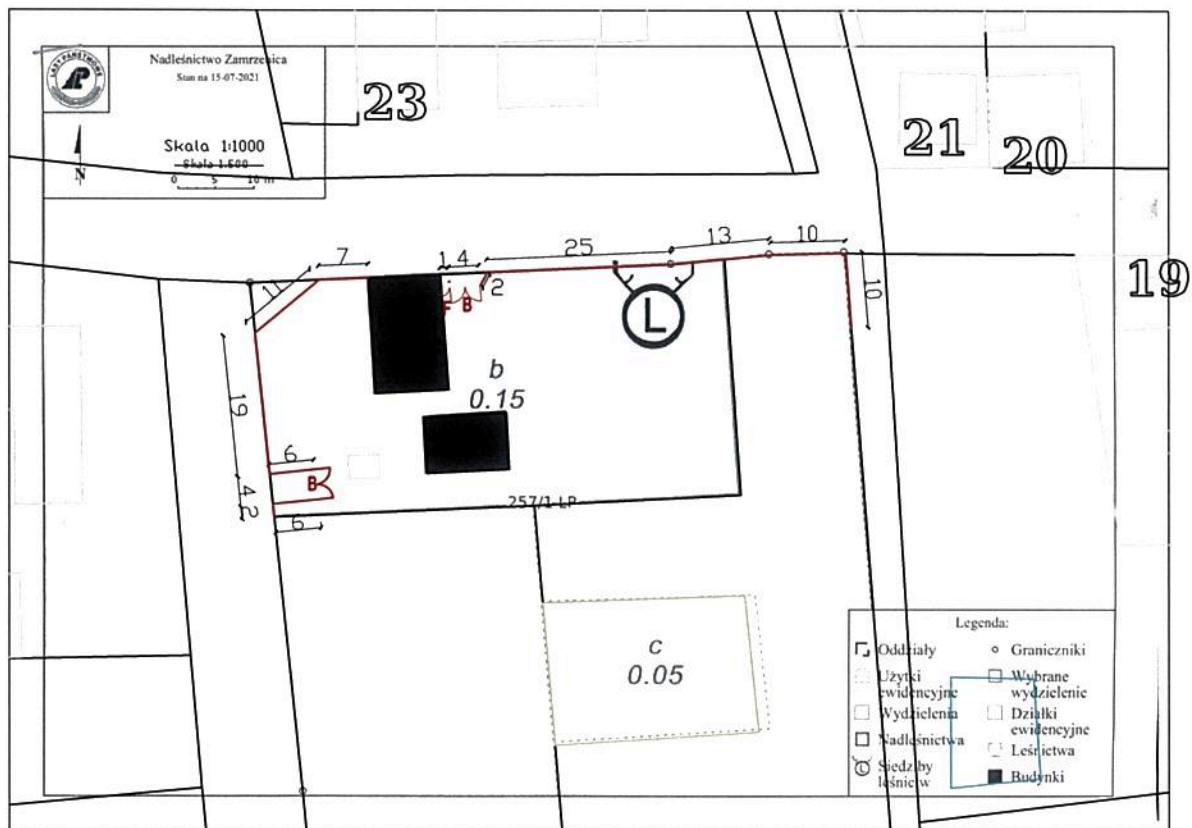 Nadleśnictwo Zamrzenica
Stan na 15-07-2021
Skala 1:1000
Skala 1:500
0 5 10 m
N
23
21
20
19
7
1
4
25
13
10
11
2
10
F
B
L
b
0.15
19
6
B
4
2
6
257/1 LP
c
0.05
Legenda:
Oddziały
Graniczniki
Użytki
ewidencyjne
Wybrane
wydzielenie
Wydzielenia
Działki
ewidencyjne
Nadleśnictwa
Leśnictwa
L
Siedziby
leśnictw
Budynki